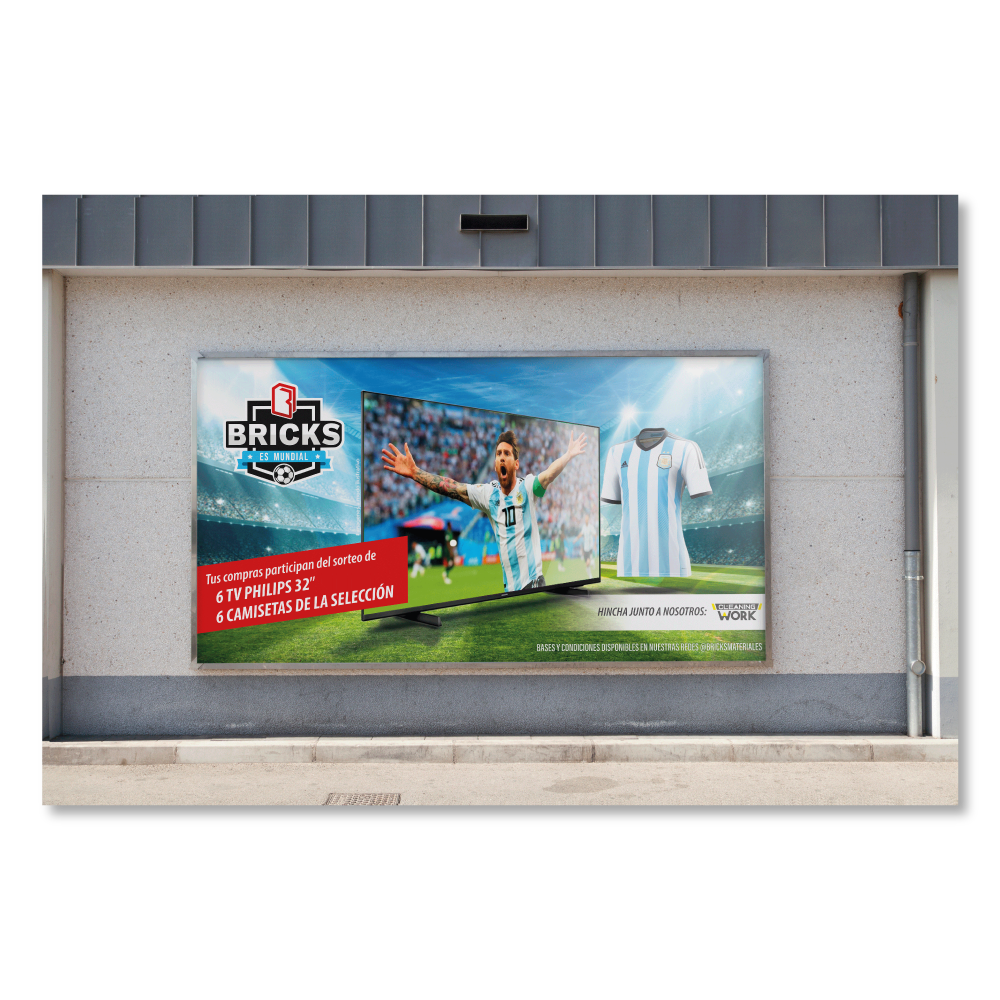 BRICKS
★ ES MUNDIAL ★
10
Tus compras participan del sorteo de
6 TV PHILIPS 32"
6 CAMISETAS DE LA SELECCIÓN
HINCHA JUNTO A NOSOTROS:
CLEANING
WORK
BASES Y CONDICIONES DISPONIBLES EN NUESTRAS REDES @BRICKSMATERIALES